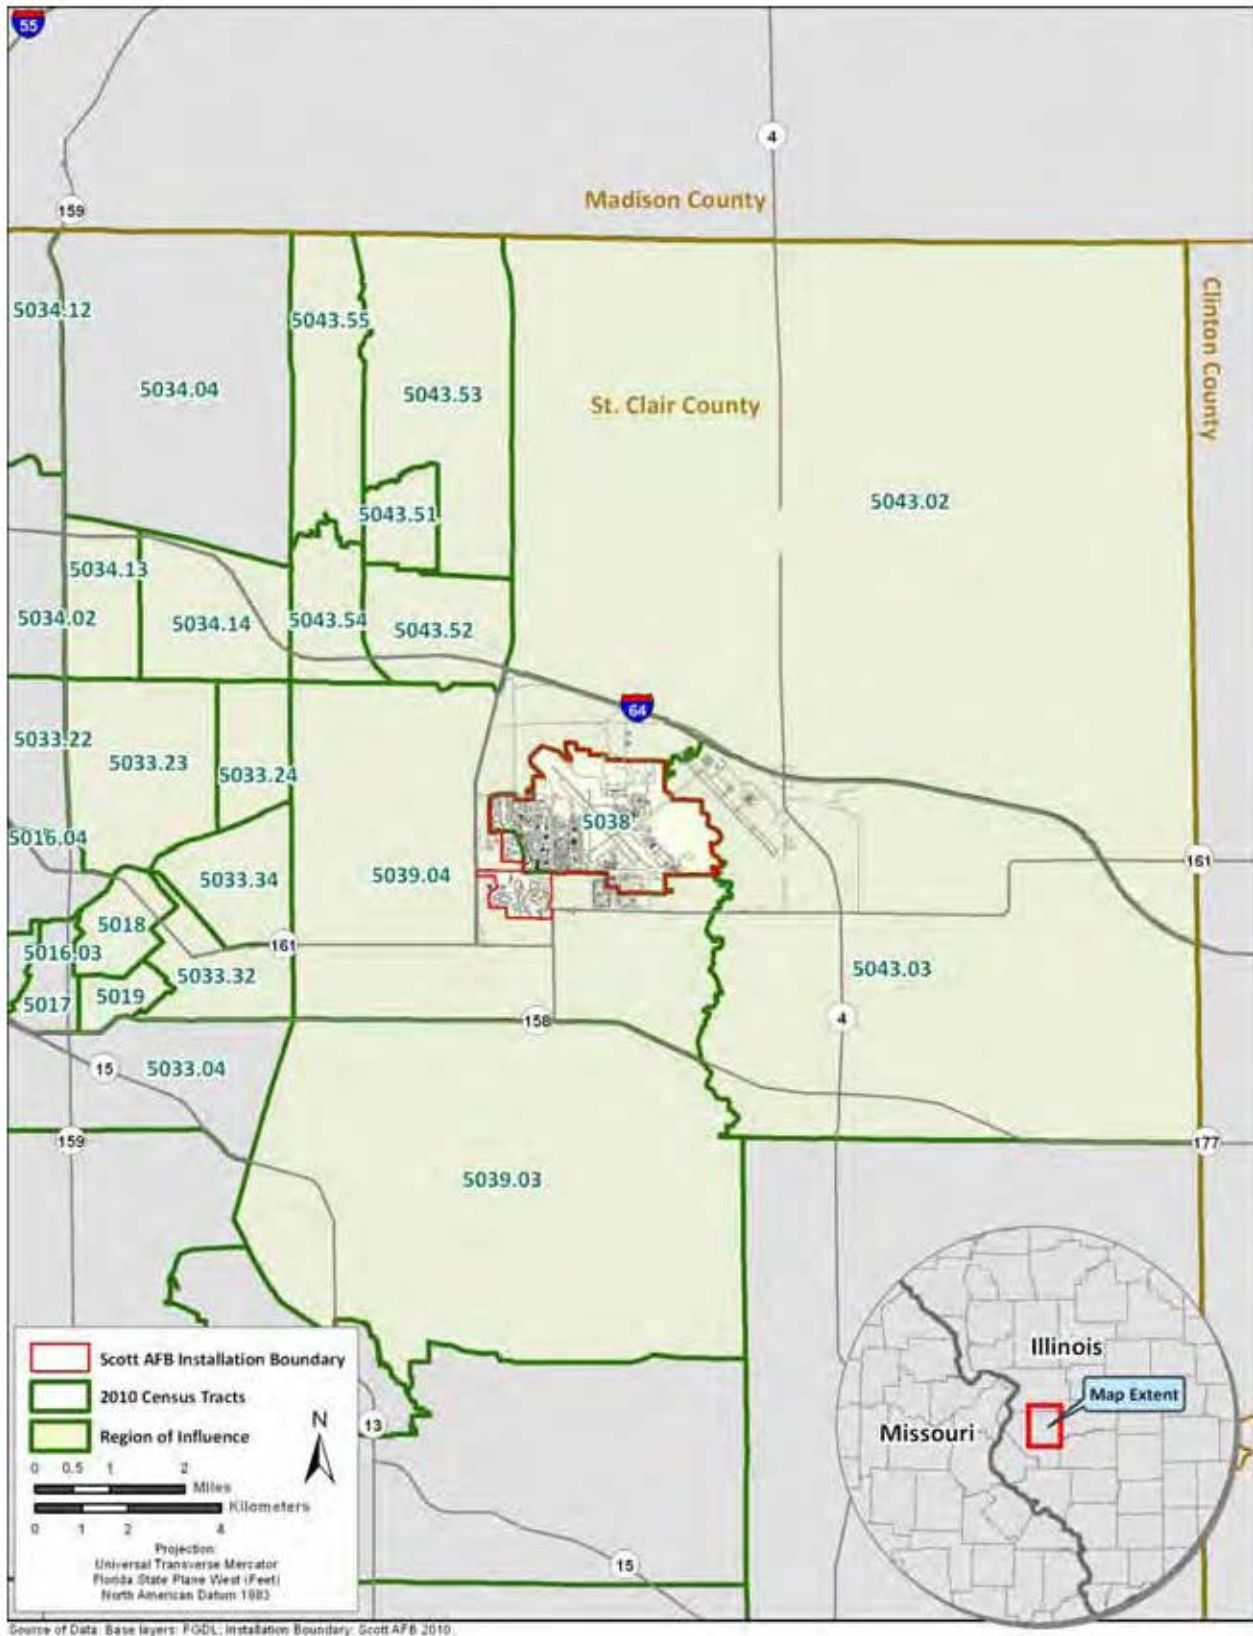 55
4
Madison County
159
5034.12
5043.55
Clinton County
5034.04
5043.53
St. Clair County
5043.02
5043.51
5034.13
5034.02
5034.14
5043.54
5043.52
64
5033.22
5033.23
5033.24
5038
5016.04
161
5033.34
5039.04
5018
161
5016.03
5033.32
5043.03
5017
5019
158
4
15
5033.04
159
177
5039.03
Illinois
Map Extent
Missouri
Scott AFB Installation Boundary
2010 Census Tracts
Region of Influence
N
13
0 0.5 1 2
Miles
Kilometers
0 1 2 4
Projection:
Universal Transverse Mercator
Florida State Plane West (Feet)
North American Datum 1983
15
Source of Data: Base layers: FGDL; Installation Boundary: Scott AFB 2010.